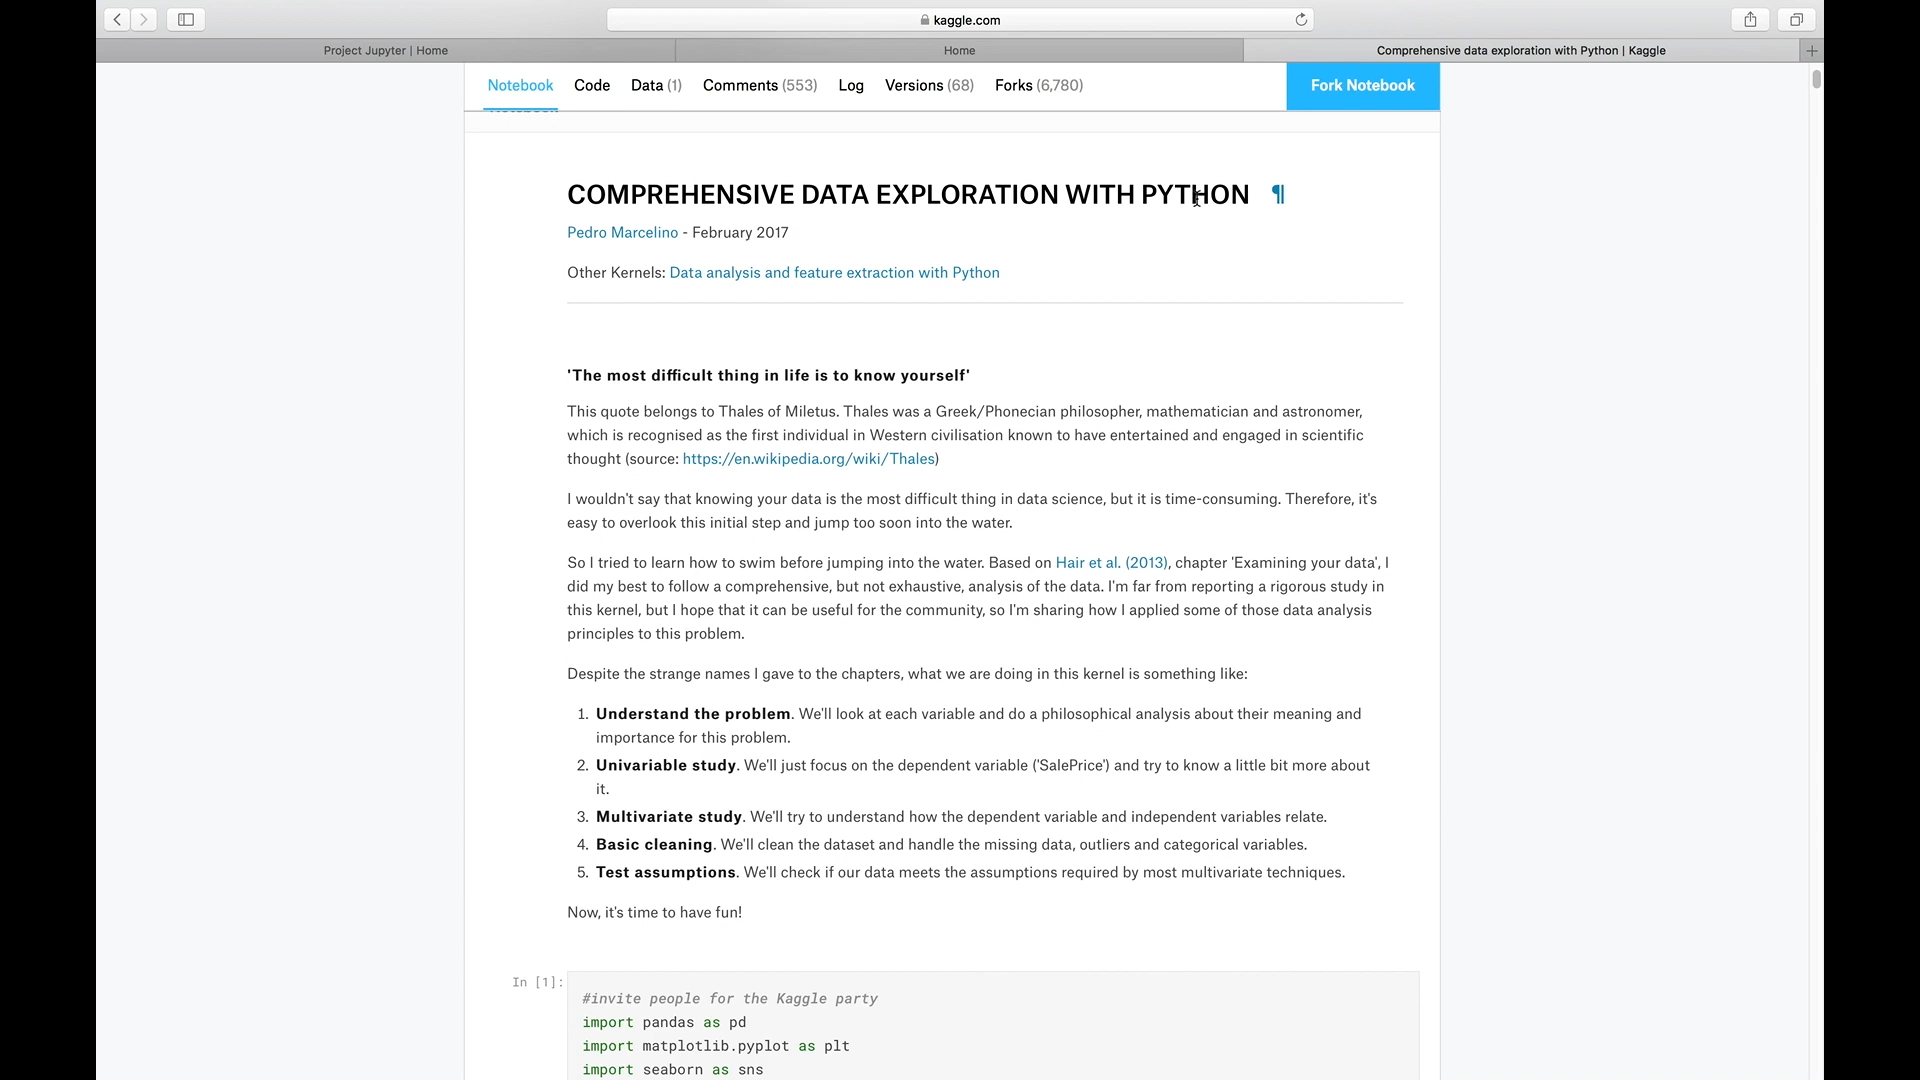 kaggle.com
Project Jupyter | Home
Home
Comprehensive data exploration with Python | Kaggle
Notebook
Code
Data (1)
Comments (553)
Log
Versions (68)
Forks (6,780)
Fork Notebook
COMPREHENSIVE DATA EXPLORATION WITH PYTHON ¶
Pedro Marcelino - February 2017
Other Kernels: Data analysis and feature extraction with Python
'The most difficult thing in life is to know yourself'
This quote belongs to Thales of Miletus. Thales was a Greek/Phonecian philosopher, mathematician and astronomer,
which is recognised as the first individual in Western civilisation known to have entertained and engaged in scientific
thought (source: https://en.wikipedia.org/wiki/Thales)
I wouldn't say that knowing your data is the most difficult thing in data science, but it is time-consuming. Therefore, it's
easy to overlook this initial step and jump too soon into the water.
So I tried to learn how to swim before jumping into the water. Based on Hair et al. (2013), chapter 'Examining your data', I
did my best to follow a comprehensive, but not exhaustive, analysis of the data. I'm far from reporting a rigorous study in
this kernel, but I hope that it can be useful for the community, so I'm sharing how I applied some of those data analysis
principles to this problem.
Despite the strange names I gave to the chapters, what we are doing in this kernel is something like:
1. Understand the problem. We'll look at each variable and do a philosophical analysis about their meaning and
importance for this problem.
2. Univariable study. We'll just focus on the dependent variable ('SalePrice') and try to know a little bit more about
it.
3. Multivariate study. We'll try to understand how the dependent variable and independent variables relate.
4. Basic cleaning. We'll clean the dataset and handle the missing data, outliers and categorical variables.
5. Test assumptions. We'll check if our data meets the assumptions required by most multivariate techniques.
Now, it's time to have fun!
In [1]:
#invite people for the Kaggle party
import pandas as pd
import matplotlib.pyplot as plt
import seaborn as sns